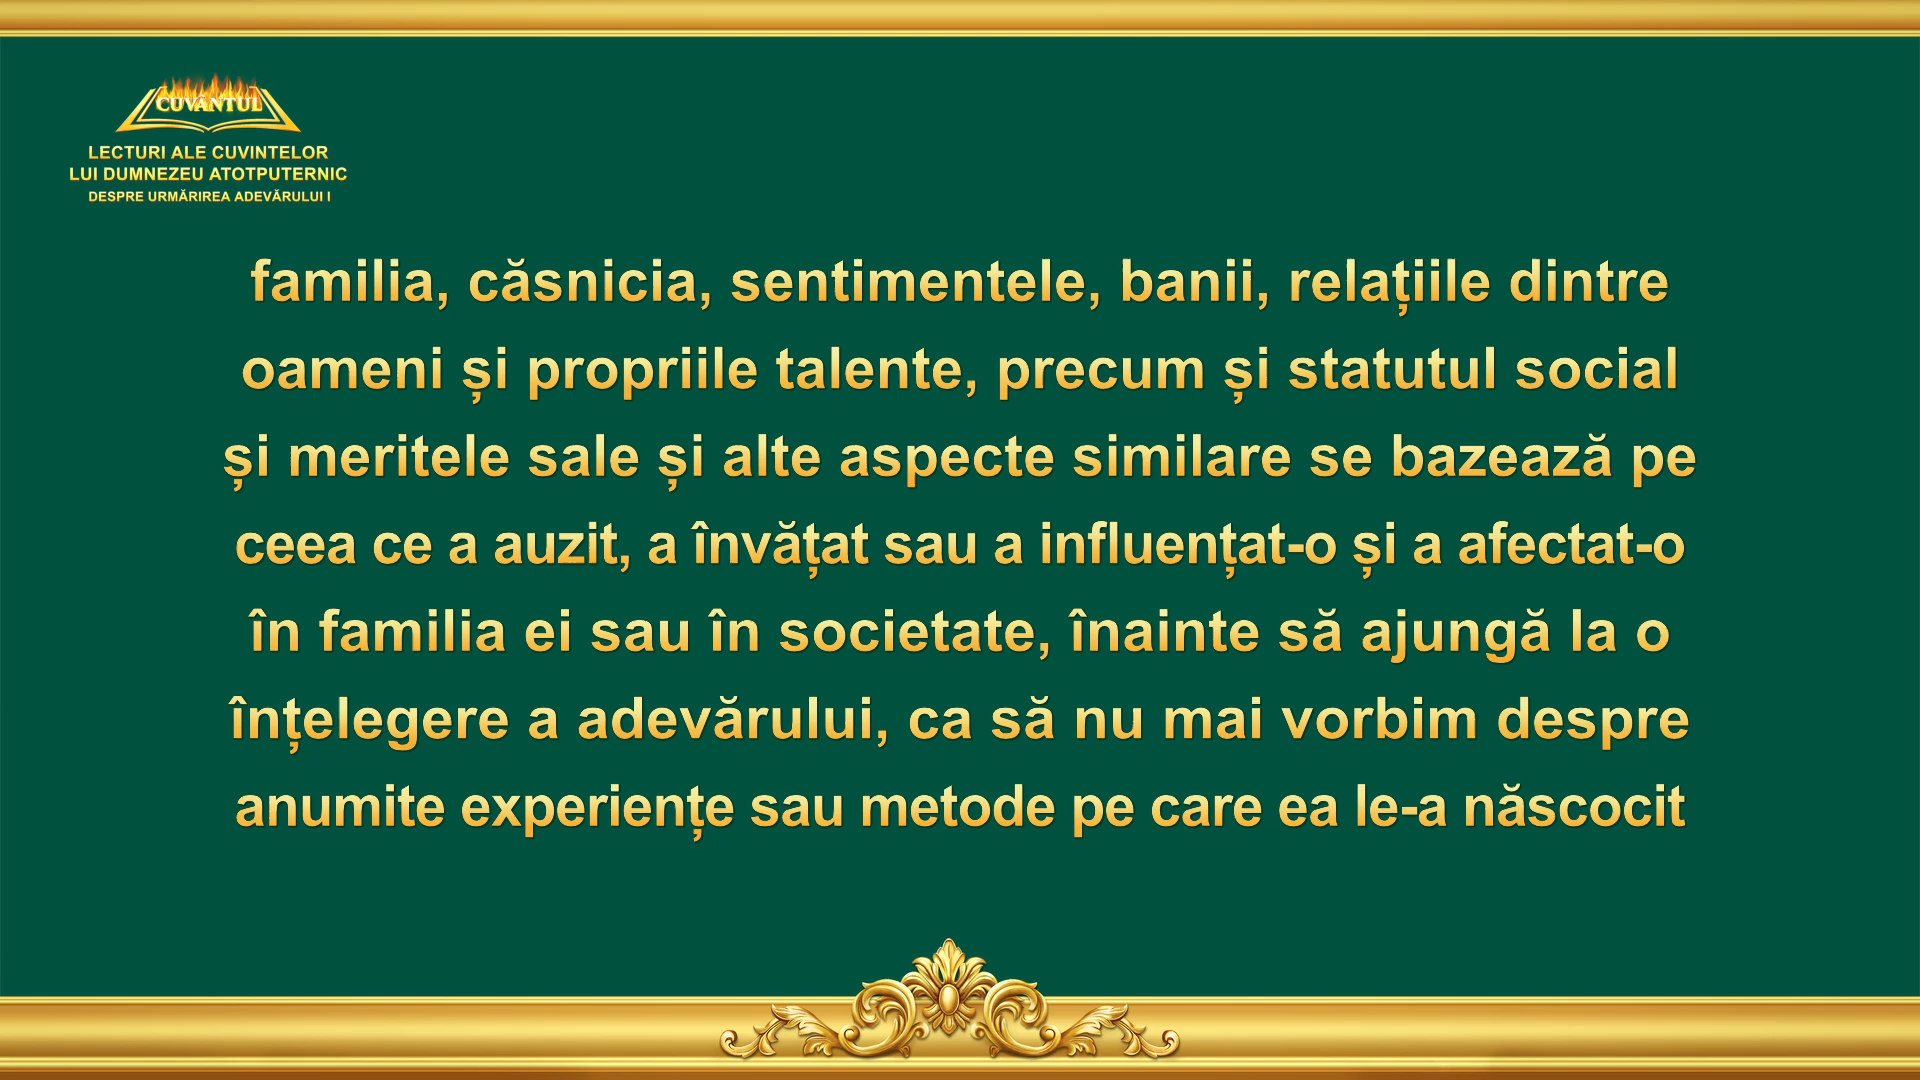 CUVÂNTUL
LECTURI ALE CUVINTELOR
LUI DUMNEZEU ATOTPUTERNIC
DESPRE URMĂRIREA ADEVĂRULUI I
familia, căsnicia, sentimentele, banii, relațiile dintre
oameni și propriile talente, precum și statutul social
și meritele sale și alte aspecte similare se bazează pe
ceea ce a auzit, a învățat sau a influențat-o și a afectat-o
în familia ei sau în societate, înainte să ajungă la o
înțelegere a adevărului, ca să nu mai vorbim despre
anumite experiențe sau metode pe care ea le-a născocit